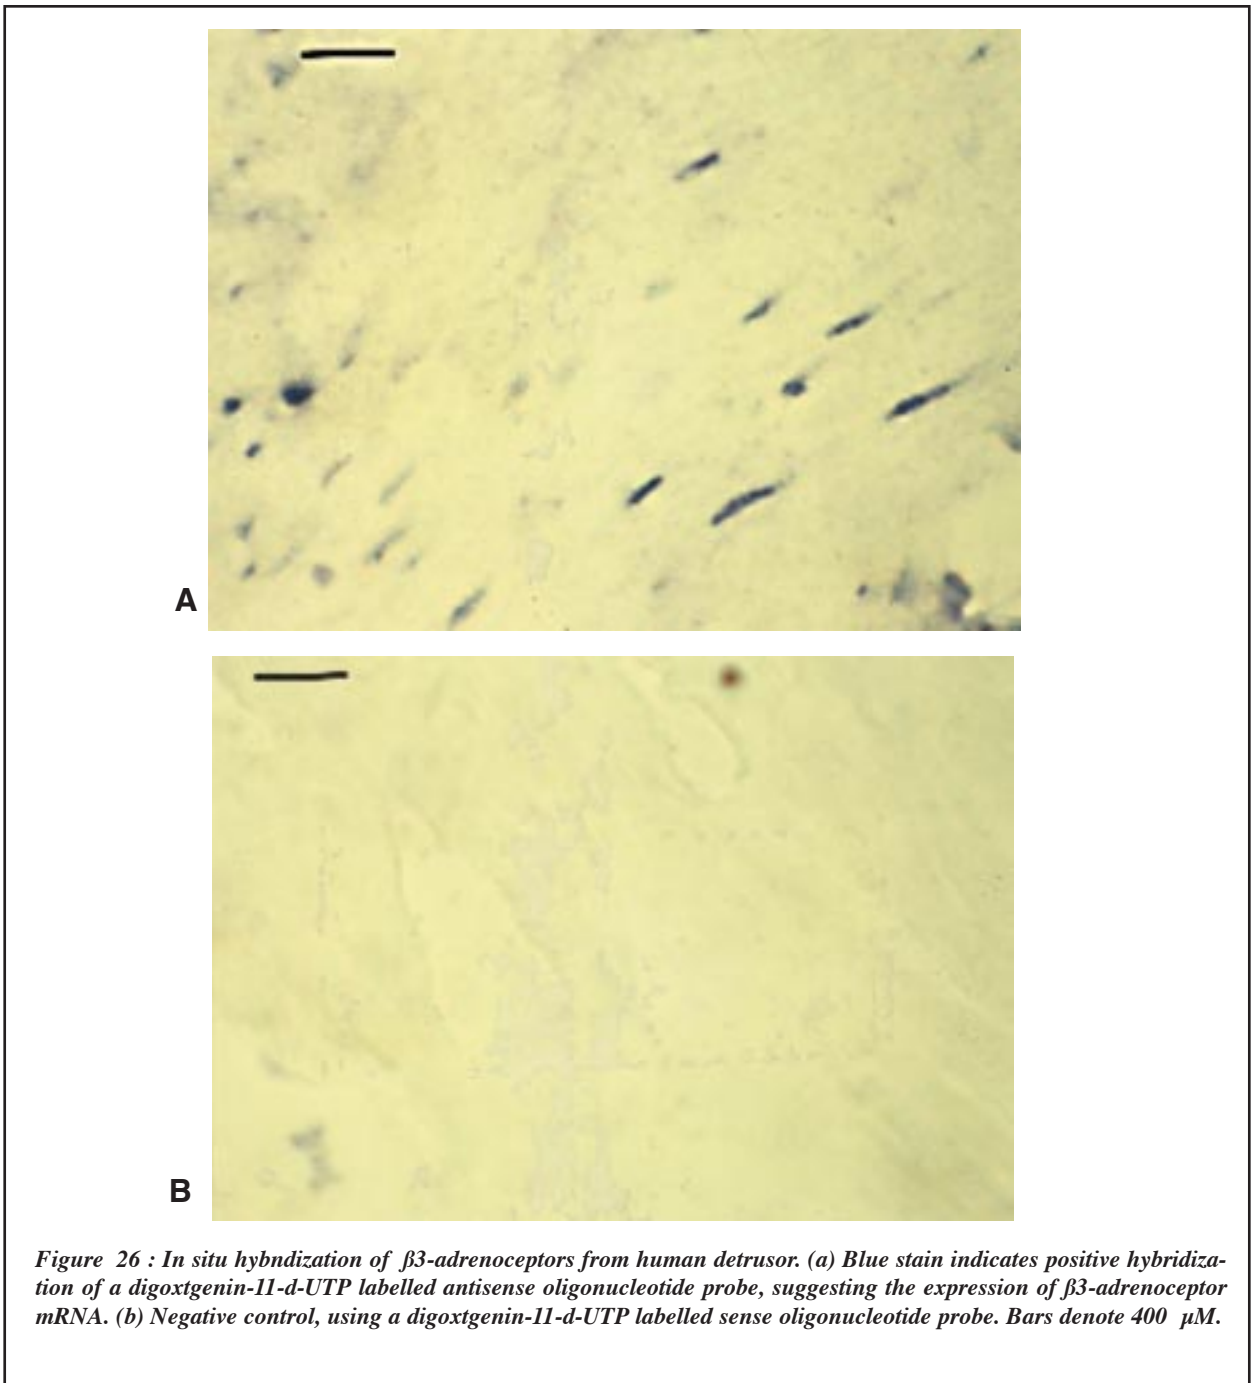 A
B
Figure 26 : In situ hybndization of ß3-adrenoceptors from human detrusor. (a) Blue stain indicates positive hybridiza-
tion of a digoxtgenin-11-d-UTP labelled antisense oligonucleotide probe, suggesting the expression of ß3-adrenoceptor
mRNA. (b) Negative control, using a digoxtgenin-11-d-UTP labelled sense oligonucleotide probe. Bars denote 400 µM.